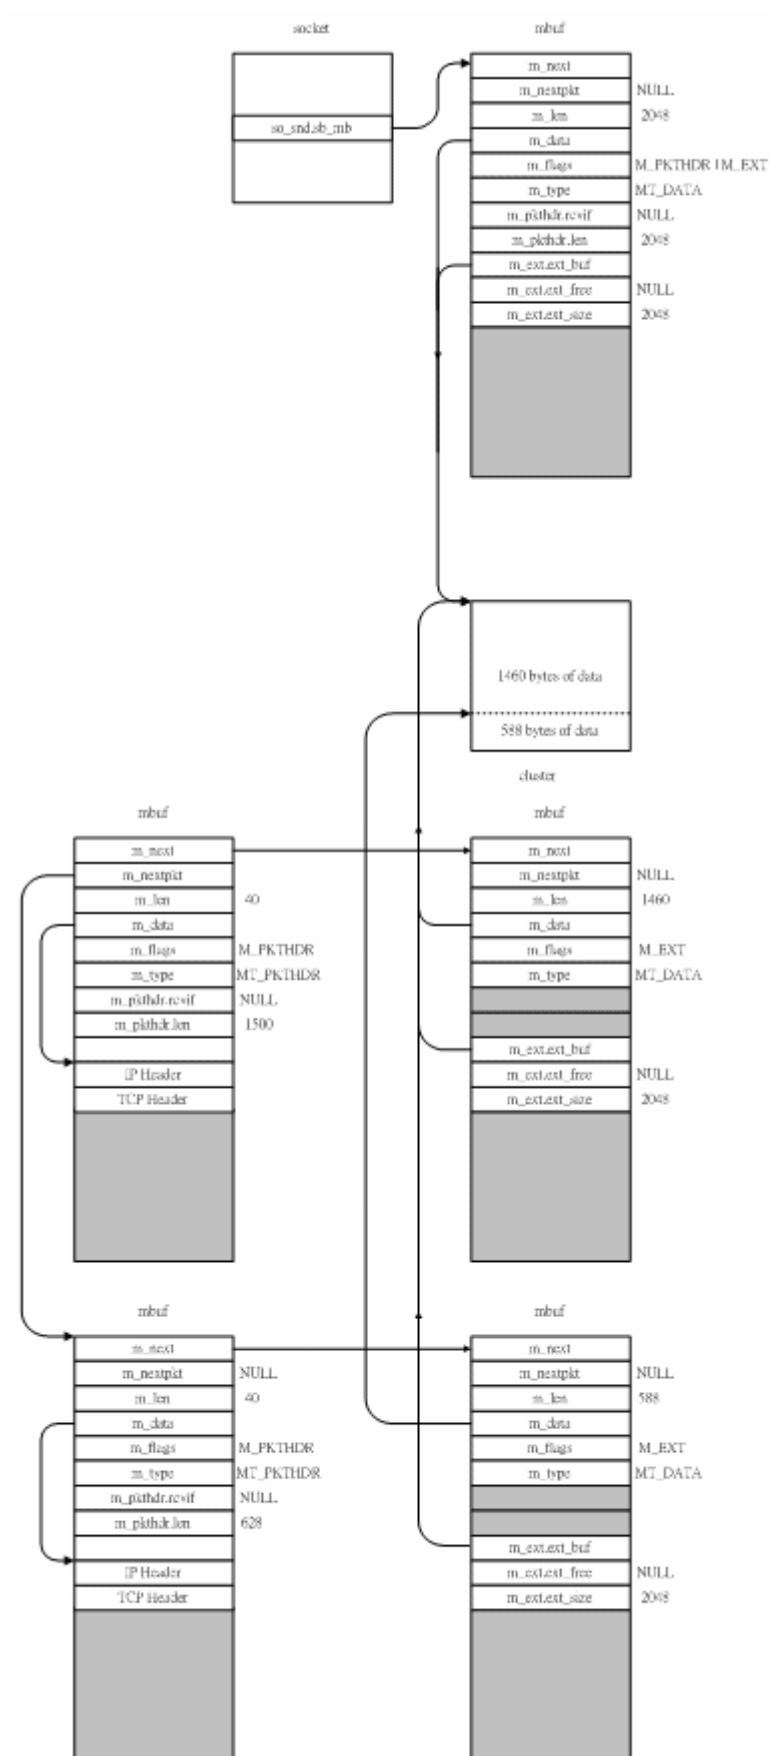 socket
so_snd.sb_mb
mbuf
m_next
m_nextpkt NULL
m_len 2048
m_data
m_flags M_PKTHDR | M_EXT
m_type MT_DATA
m_pkthdr.rcvif NULL
m_pkthdr.len 2048
m_ext.ext_buf
m_ext.ext_free NULL
m_ext.ext_size 2048
1460 bytes of data
588 bytes of data
cluster
mbuf
m_next
m_nextpkt
m_len 40
m_data
m_flags M_PKTHDR
m_type MT_PKTHDR
m_pkthdr.rcvif NULL
m_pkthdr.len 1500
IP Header
TCP Header
mbuf
m_next
m_nextpkt NULL
m_len 1460
m_data
m_flags M_EXT
m_type MT_DATA
m_ext.ext_buf
m_ext.ext_free NULL
m_ext.ext_size 2048
mbuf
m_next
m_nextpkt NULL
m_len 40
m_data
m_flags M_PKTHDR
m_type MT_PKTHDR
m_pkthdr.rcvif NULL
m_pkthdr.len 628
IP Header
TCP Header
mbuf
m_next
m_nextpkt NULL
m_len 588
m_data
m_flags M_EXT
m_type MT_DATA
m_ext.ext_buf
m_ext.ext_free NULL
m_ext.ext_size 2048